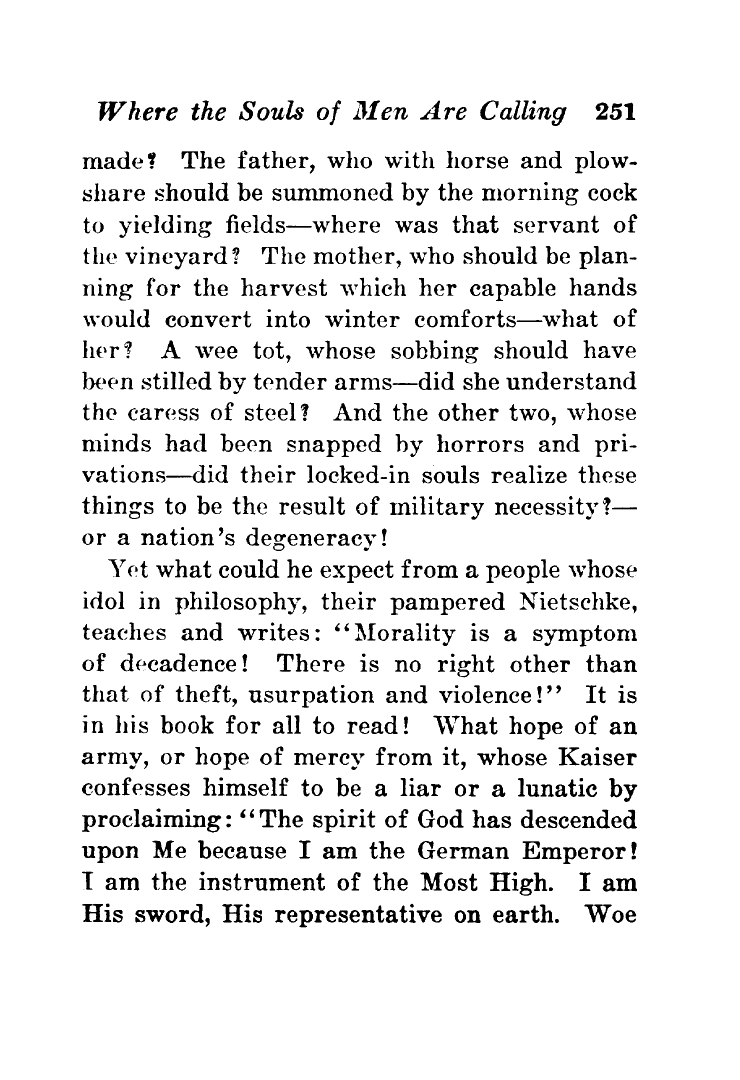 Where the Souls of Men Are Calling 251
made? The father, who with horse and plow-
share should be summoned by the morning cock
to yielding fields—where was that servant of
the vineyard? The mother, who should be plan-
ning for the harvest which her capable hands
would convert into winter comforts—what of
her? A wee tot, whose sobbing should have
been stilled by tender arms—did she understand
the caress of steel? And the other two, whose
minds had been snapped by horrors and pri-
vations—did their locked-in souls realize these
things to be the result of military necessity?—
or a nation's degeneracy!
Yet what could he expect from a people whose
idol in philosophy, their pampered Nietschke,
teaches and writes: "Morality is a symptom
of decadence! There is no right other than
that of theft, usurpation and violence!" It is
in his book for all to read! What hope of an
army, or hope of mercy from it, whose Kaiser
confesses himself to be a liar or a lunatic by
proclaiming: "The spirit of God has descended
upon Me because I am the German Emperor!
I am the instrument of the Most High. I am
His sword, His representative on earth. Woe